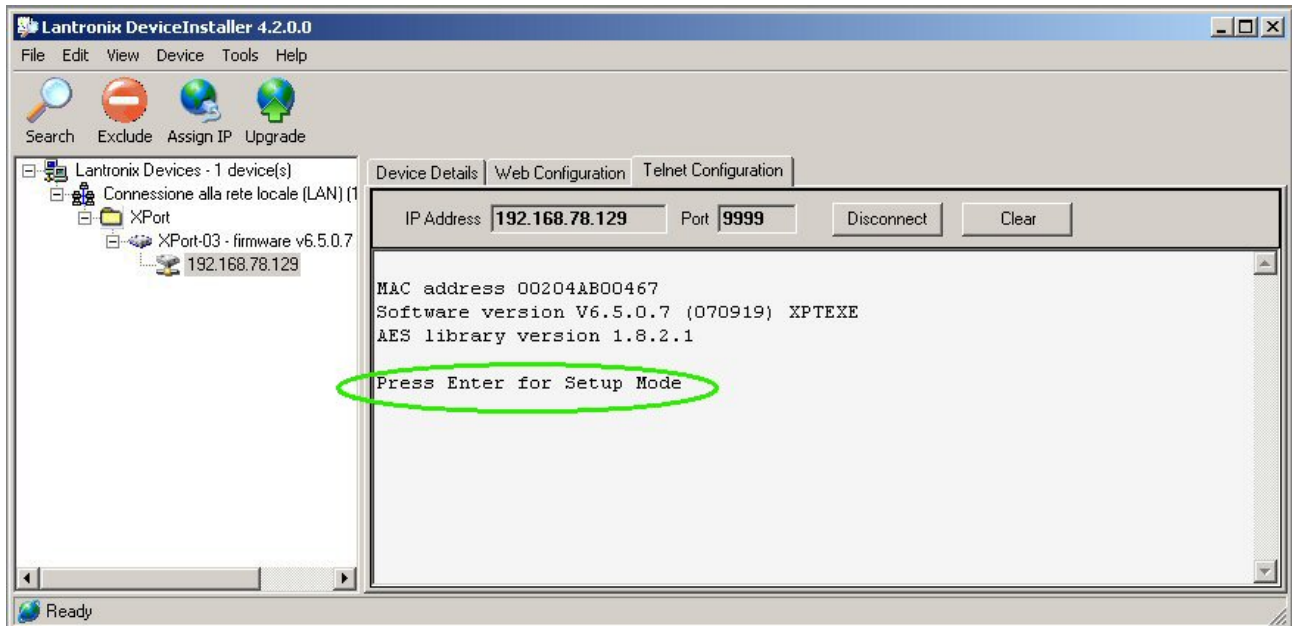 Lantronix DeviceInstaller 4.2.0.0
File Edit View Device Tools Help
Search Exclude Assign IP Upgrade
Lantronix Devices - 1 device(s)
Connessione alla rete locale (LAN) (1
XPort
XPort-03 - firmware v6.5.0.7
192.168.78.129
Device Details Web Configuration Telnet Configuration
IP Address 192.168.78.129 Port 9999 Disconnect Clear
MAC address 00204AB00467
Software version V6.5.0.7 (070919) XPTEXE
AES library version 1.8.2.1
Press Enter for Setup Mode
Ready